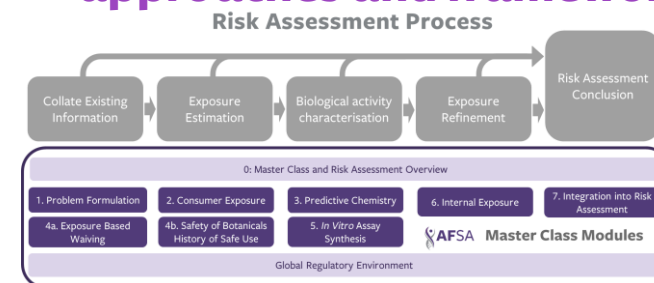 approaches and framewor
Risk Assessment Process
Collate Existing
Information
Exposure
Estimation
Biological activity
characterisation
Exposure
Refinement
Risk Assessment
Conclusion
0: Master Class and Risk Assessment Overview
1. Problem Formulation
2. Consumer Exposure
3. Predictive Chemistry
6. Internal Exposure
7. Integration into Risk
Assessment
4a. Exposure Based
Waiving
4b. Safety of Botanicals
History of Safe Use
5. In Vitro Assay
Synthesis
AFSA Master Class Modules
Global Regulatory Environment